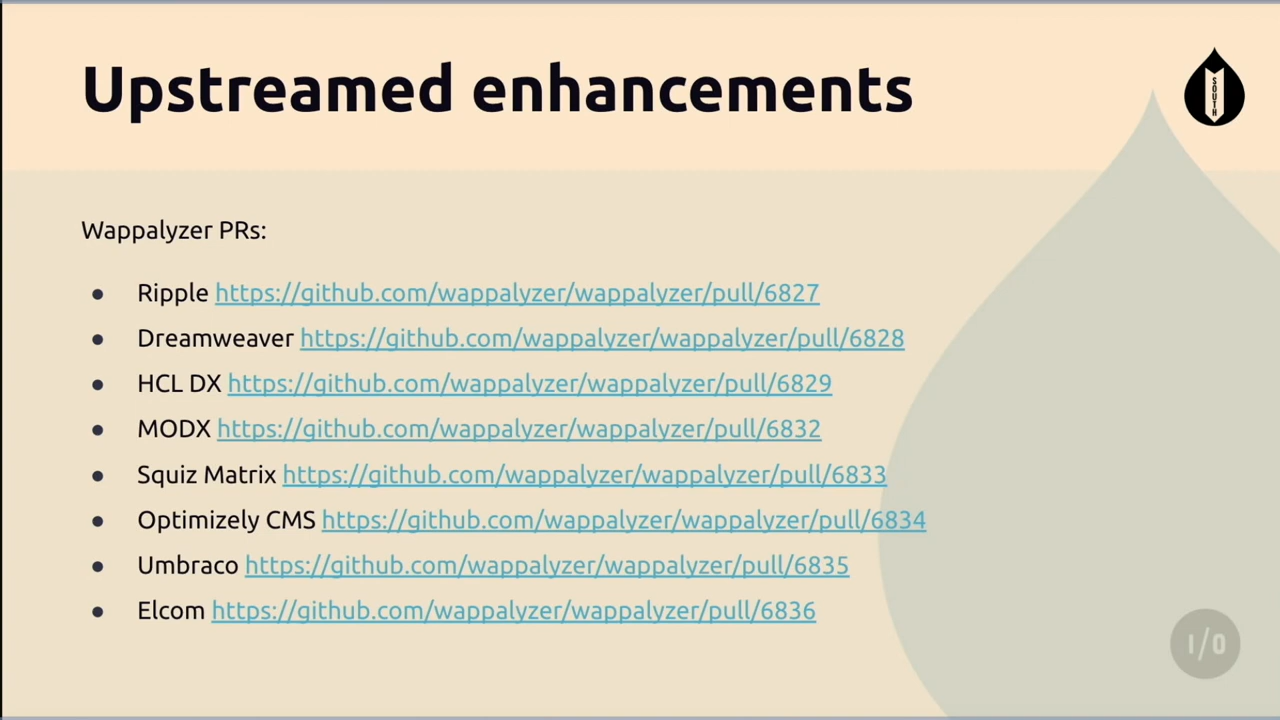 Upstreamed enhancements
SOUTH
Wappalyzer PRs:
● Ripple https://github.com/wappalyzer/wappalyzer/pull/6827
● Dreamweaver https://github.com/wappalyzer/wappalyzer/pull/6828
● HCL DX https://github.com/wappalyzer/wappalyzer/pull/6829
● MODX https://github.com/wappalyzer/wappalyzer/pull/6832
● Squiz Matrix https://github.com/wappalyzer/wappalyzer/pull/6833
● Optimizely CMS https://github.com/wappalyzer/wappalyzer/pull/6834
● Umbraco https://github.com/wappalyzer/wappalyzer/pull/6835
● Elcom https://github.com/wappalyzer/wappalyzer/pull/6836
I/O